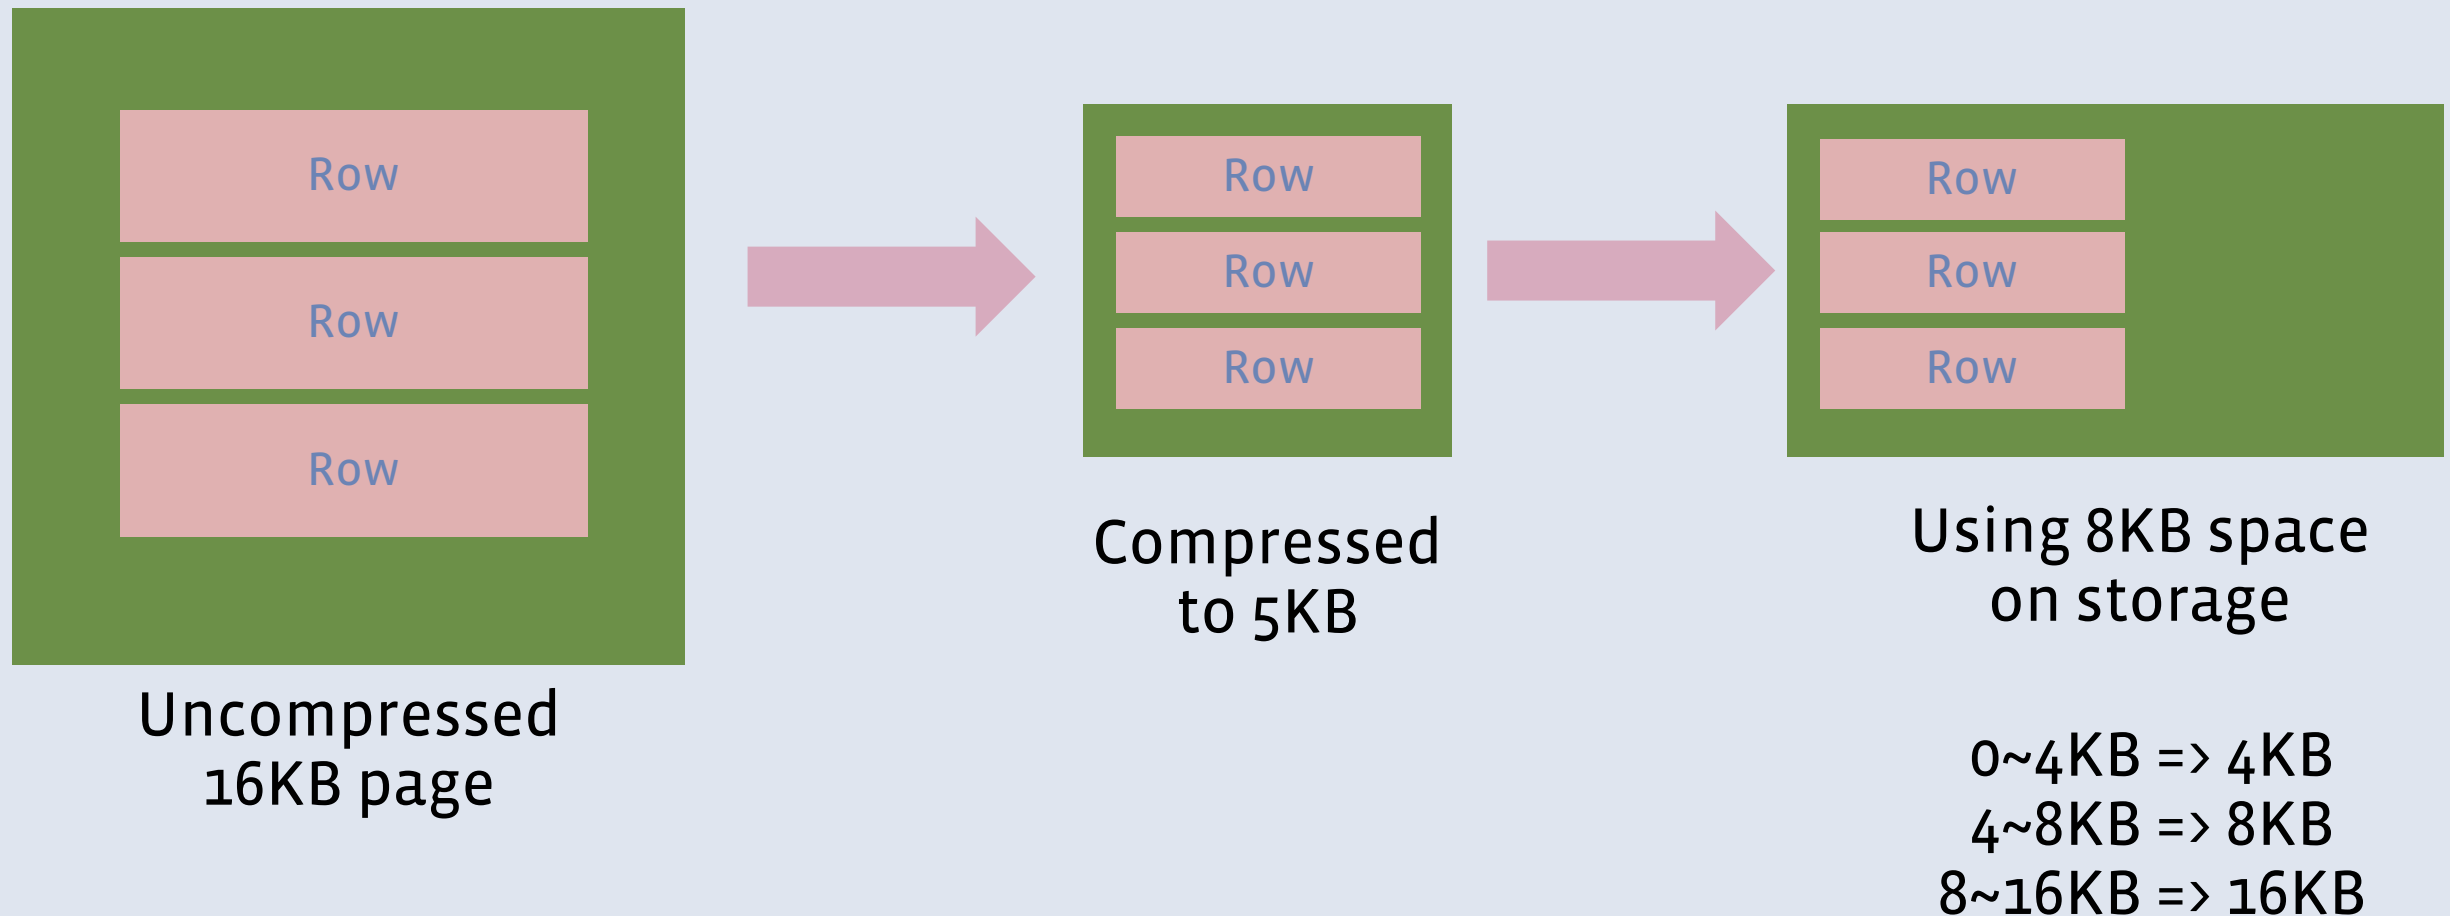 Row
Row
Row
Uncompressed
16KB page
Row
Row
Row
Compressed
to 5KB
Row
Row
Row
Using 8KB space
on storage
0~4KB => 4KB
4~8KB => 8KB
8~16KB => 16KB